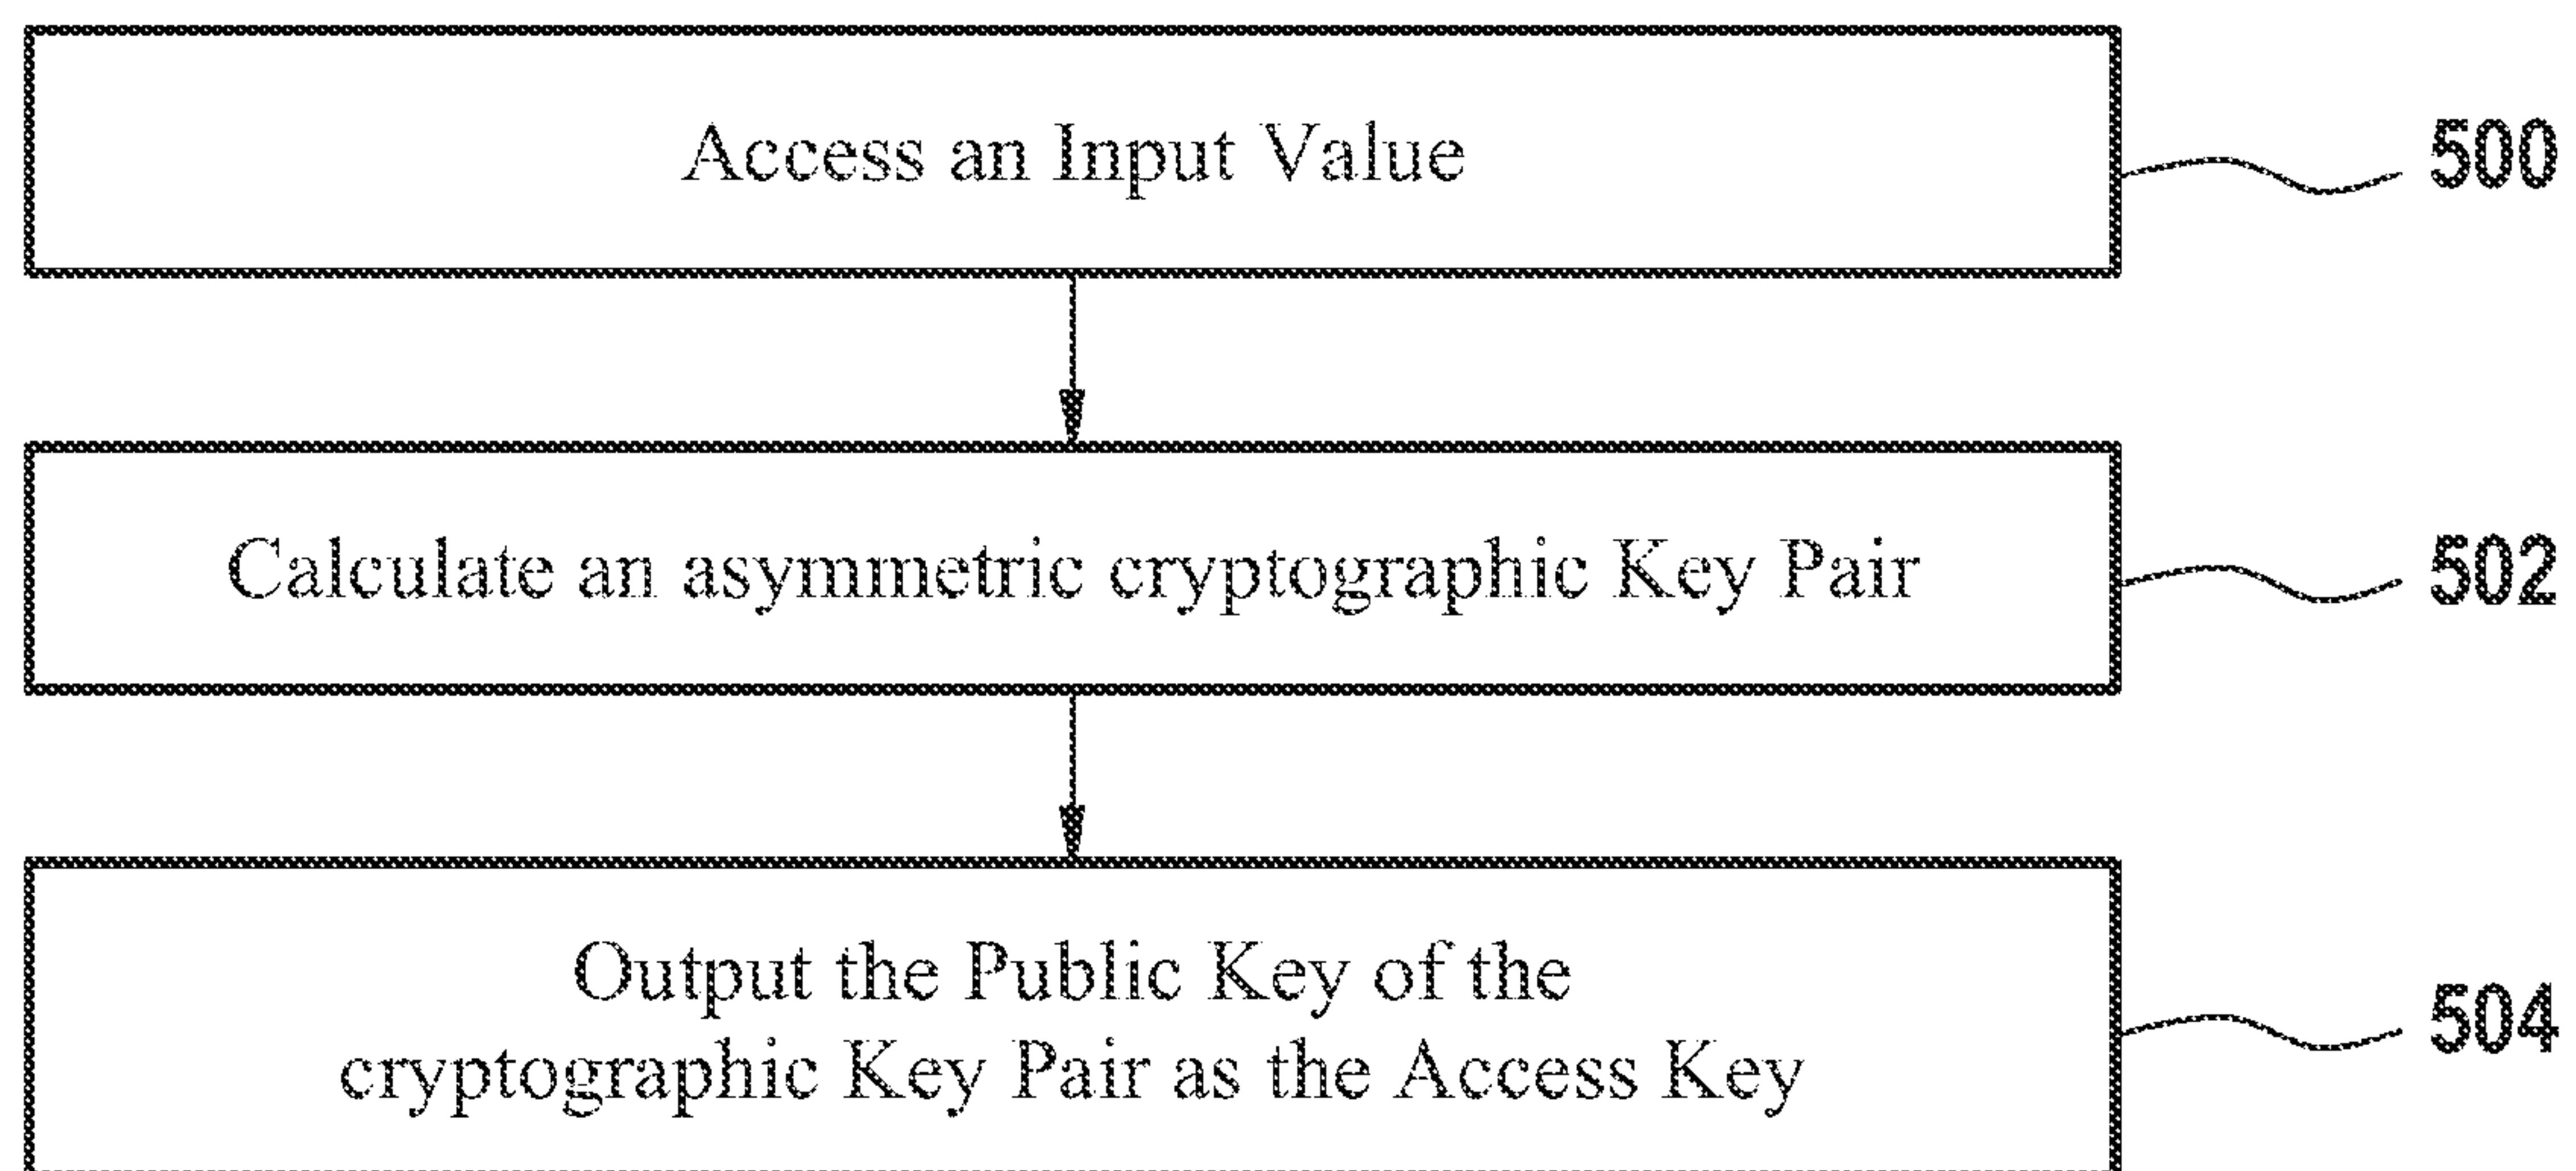 Access an Input Value
500
Calculate an asymmetric cryptographic Key Pair
502
Output the Public Key of the
cryptographic Key Pair as the Access Key
504